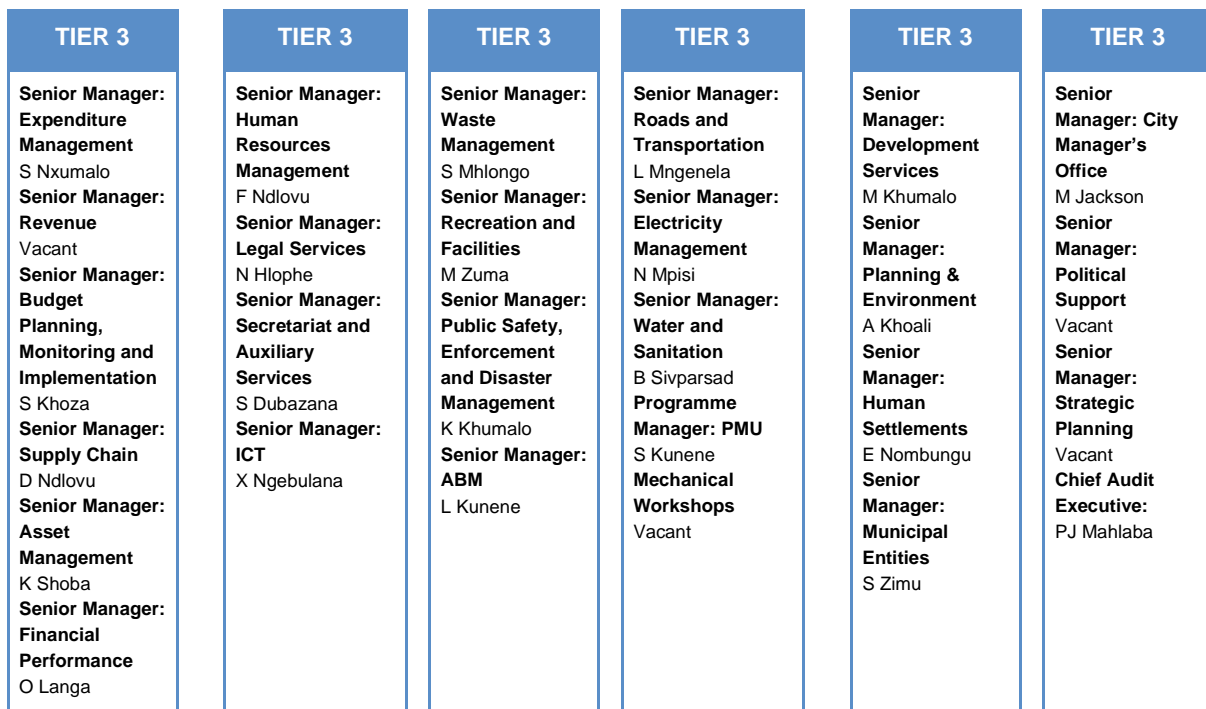 TIER 3
Senior Manager:
Expenditure
Management
S Nxumalo
Senior Manager:
Revenue
Vacant
Senior Manager:
Budget
Planning,
Monitoring and
Implementation
S Khoza
Senior Manager:
Supply Chain
D Ndlovu
Senior Manager:
Asset
Management
K Shoba
Senior Manager:
Financial
Performance
O Langa
TIER 3
Senior Manager:
Human
Resources
Management
F Ndlovu
Senior Manager:
Legal Services
N Hlophe
Senior Manager:
Secretariat and
Auxiliary
Services
S Dubazana
Senior Manager:
ICT
X Ngebulana
TIER 3
Senior Manager:
Waste
Management
S Mhlongo
Senior Manager:
Recreation and
Facilities
M Zuma
Senior Manager:
Public Safety,
Enforcement
and Disaster
Management
K Khumalo
Senior Manager:
ABM
L Kunene
TIER 3
Senior Manager:
Roads and
Transportation
L Mngenela
Senior Manager:
Electricity
Management
N Mpisi
Senior Manager:
Water and
Sanitation
B Sivparsad
Programme
Manager: PMU
S Kunene
Mechanical
Workshops
Vacant
TIER 3
Senior
Manager:
Development
Services
M Khumalo
Senior
Manager:
Planning &
Environment
A Khoali
Senior
Manager:
Human
Settlements
E Nombungu
Senior
Manager:
Municipal
Entities
S Zimu
TIER 3
Senior
Manager: City
Manager’s
Office
M Jackson
Senior
Manager:
Political
Support
Vacant
Senior
Manager:
Strategic
Planning
Vacant
Chief Audit
Executive:
PJ Mahlaba